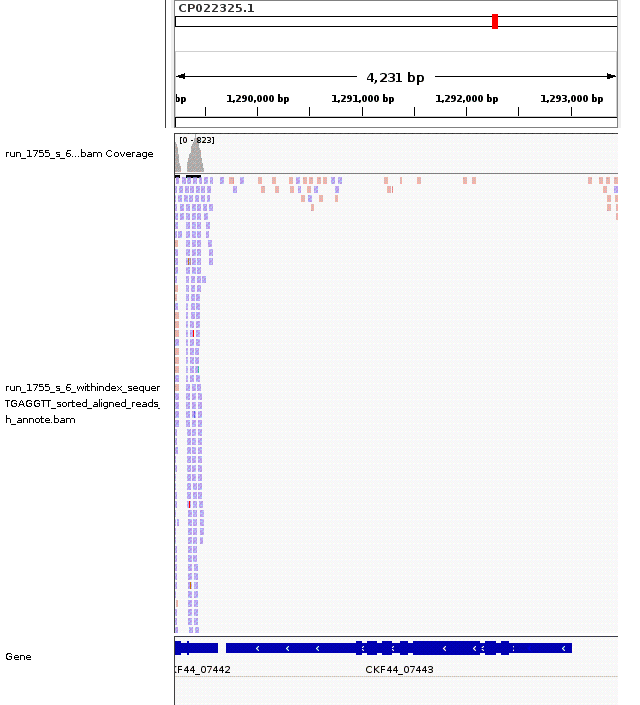 CP022325.1
4,231 bp
bp 1,290,000 bp 1,291,000 bp 1,292,000 bp 1,293,000 bp
[0 - 823]
run_1755_s_6...bam Coverage
run_1755_s_6_withindex_sequer
TGAGGTT_sorted_aligned_reads_
h_annote.bam
Gene
KF44_07442 CKF44_07443